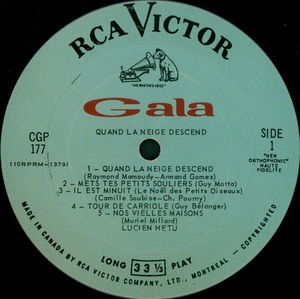 RCA VICTOR
"HIS MASTER'S VOICE"
Gala
QUAND LA NEIGE DESCEND
CGP
177
(10RPRM-1379)
SIDE
1
"NEW
ORTHOPHONIC"
HAUTE
FIDELITE
1 – QUAND LA NEIGE DESCEND
(Raymond Mamoudy–Armand Gomez)
2 – METS TES PETITS SOULIERS (Guy Motta)
3 – IL EST MINUIT (Le Noël des Petits Oiseaux)
(Camille Soubise–Ch. Pourny)
4 – TOUR DE CARRIOLE (Guy Bélanger)
5 – NOS VIELLES MAISONS
(Muriel Millard)
LUCIEN HETU
LONG 33⅓ PLAY
MADE IN CANADA BY RCA VICTOR COMPANY, LTD., MONTREAL –